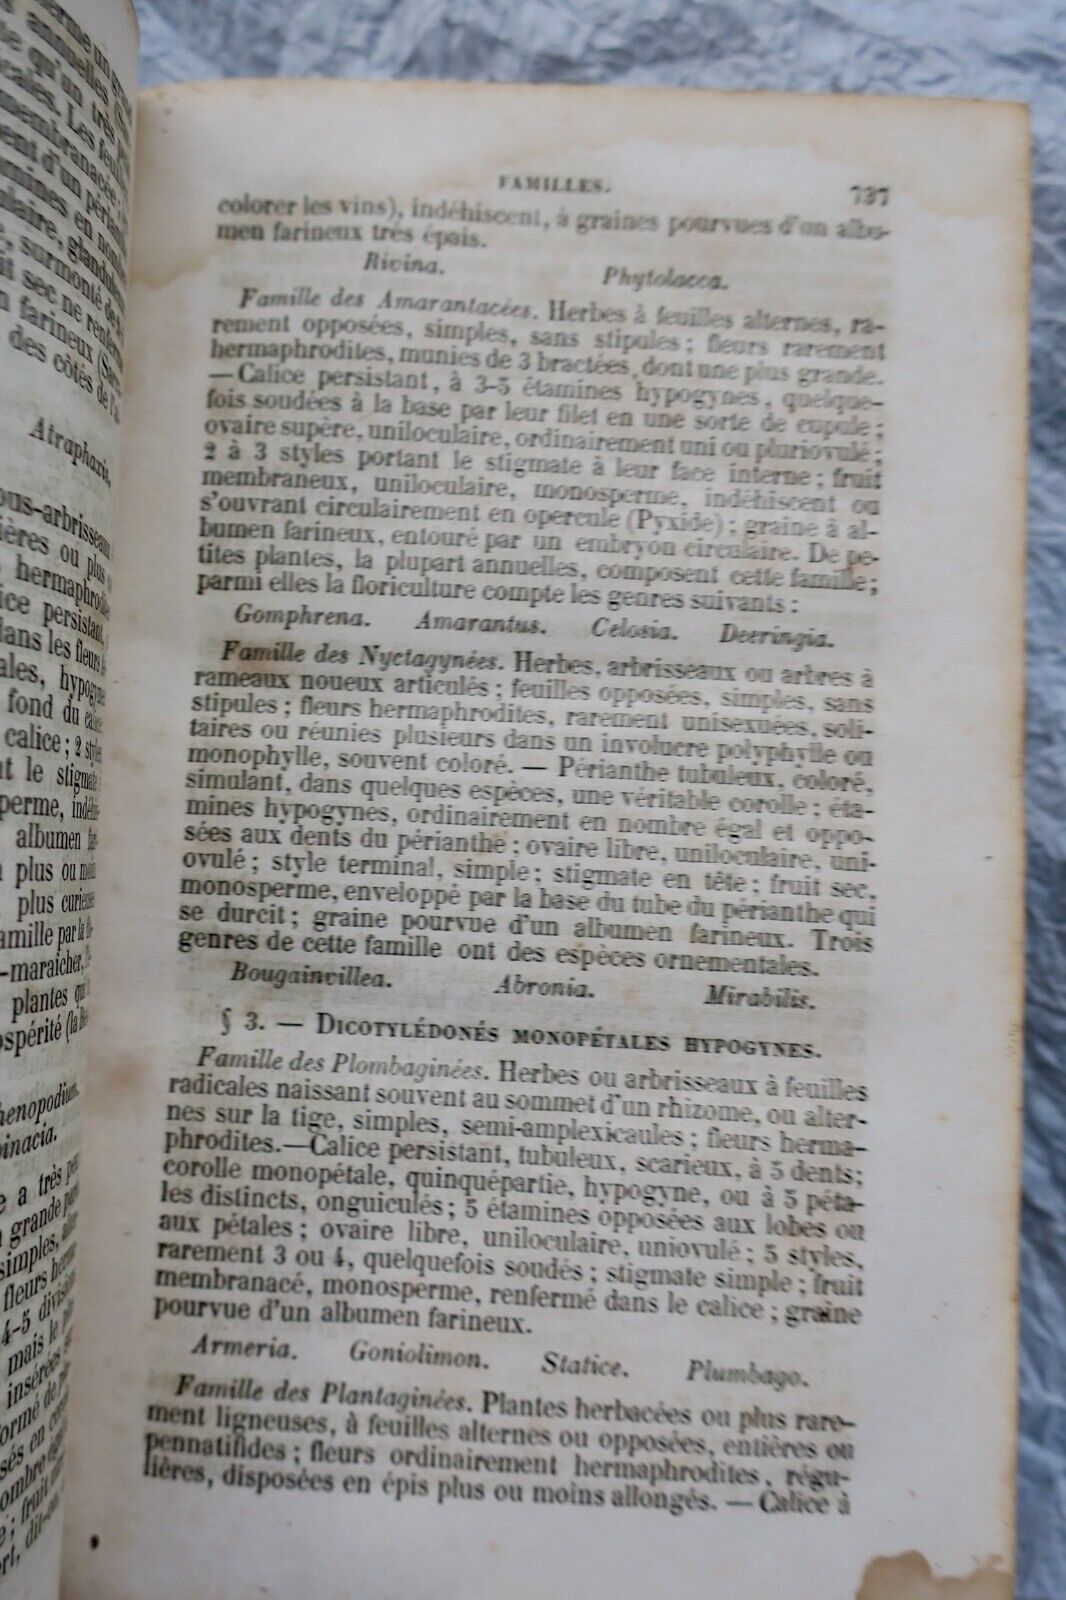 FAMILLES. 737
colorer les vins), indéhiscent, à graines pourvues d'un albu-
men farineux très épais.
Rivina. Phytolacca.
Famille des Amarantacées. Herbes à feuilles alternes, ra-
rement opposées, simples, sans stipules; fleurs rarement
hermaphrodites, munies de 3 bractées, dont une plus grande.
—Calice persistant, à 3-5 étamines hypogynes, quelque-
fois soudées à la base par leur filet en une sorte de cupule;
ovaire supère, uniloculaire, ordinairement uni ou pluriovulé;
2 à 3 styles portant le stigmate à leur face interne; fruit
membraneux, uniloculaire, monosperme, indéhiscent ou
s'ouvrant circulairement en opercule (Pyxide); graine à al-
bumen farineux, entouré par un embryon circulaire. De pe-
tites plantes, la plupart annuelles, composent cette famille;
parmi elles la floriculture compte les genres suivants:
Gomphrena. Amarantus. Celosia. Deeringia.
Famille des Nyctagynées. Herbes, arbrisseaux ou arbres à
rameaux noueux articulés; feuilles opposées, simples, sans
stipules; fleurs hermaphrodites, rarement unisexuées, soli-
taires ou réunies plusieurs dans un involucre polyphylle ou
monophylle, souvent coloré. — Périanthe tubuleux, coloré,
simulant, dans quelques espèces, une véritable corolle; éta-
mines hypogynes, ordinairement en nombre égal et oppo-
sées aux dents du périanthe; ovaire libre, uniloculaire, uni-
ovulé; style terminal, simple; stigmate en tête; fruit sec,
monosperme, enveloppé par la base du tube du périanthe qui
se durcit; graine pourvue d'un albumen farineux. Trois
genres de cette famille ont des espèces ornementales.
Bougainvillea. Abronia. Mirabilis.
§ 3. — DICOTYLÉDONÉS MONOPÉTALES HYPOGYNES.
Famille des Plombaginées. Herbes ou arbrisseaux à feuilles
radicales naissant souvent au sommet d'un rhizome, ou alter-
nes sur la tige, simples, semi-amplexicaules; fleurs herma-
phrodites.—Calice persistant, tubuleux, scarieux, à 5 dents;
corolle monopétale, quinquépartie, hypogyne, ou à 5 péta-
les distincts, onguiculés; 5 étamines opposées aux lobes ou
aux pétales; ovaire libre, uniloculaire, uniovulé; 5 styles,
rarement 3 ou 4, quelquefois soudés; stigmate simple; fruit
membranacé, monosperme, renfermé dans le calice; graine
pourvue d'un albumen farineux.
Armeria. Goniolimon. Statice. Plumbago.
Famille des Plantaginées. Plantes herbacées ou plus rare-
ment ligneuses, à feuilles alternes ou opposées, entières ou
pennatifides; fleurs ordinairement hermaphrodites, régu-
lières, disposées en épis plus ou moins allongés. — Calice à